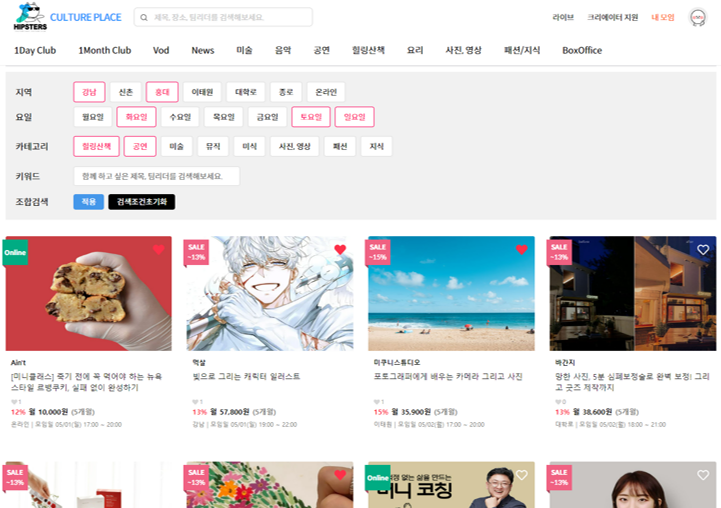 HIPSTERS
CULTURE PLACE
제목, 장소, 팀리더를 검색해보세요.
라이브 크리에이터 지원 내 모임
1Day Club 1Month Club Vod News 미술 음악 공연 힐링산책 요리 사진, 영상 패션/지식 BoxOffice
지역 강남 신촌 홍대 이태원 대학로 종로 온라인
요일 월요일 화요일 수요일 목요일 금요일 토요일 일요일
카테고리 힐링산책 공연 미술 뮤직 미식 사진, 영상 패션 지식
키워드 함께 하고 싶은 제목, 팀리더를 검색해보세요.
조합검색 적용 검색조건초기화
Online
SALE
~13%
SALE
~15%
SALE
~13%
Ain't
[미니클래스] 죽기 전에 꼭 먹어야 하는 뉴욕
스타일 르뱅쿠키, 실패 없이 완성하기
1
12% 월 10,000원 (5개월)
온라인 | 모임일 05/01(일) 17:00 ~ 20:00
먹살
빛으로 그리는 캐릭터 일러스트
1
13% 월 57,800원 (5개월)
강남 | 모임일 05/01(일) 19:00 ~ 22:00
미쿠니스튜디오
포토그래퍼에게 배우는 카메라 그리고 사진
1
15% 월 35,900원 (5개월)
이태원 | 모임일 05/02(월) 17:00 ~ 20:00
바간지
망한 사진, 5분 심폐보정술로 완벽 보정! 그리
고 굿즈 제작까지
0
13% 월 38,600원 (5개월)
대학로 | 모임일 05/02(월) 18:00 ~ 21:00
SALE
~13%
SALE
~13%
Online
안정 없는 삶을 만드는
머니 코칭
SALE
~13%